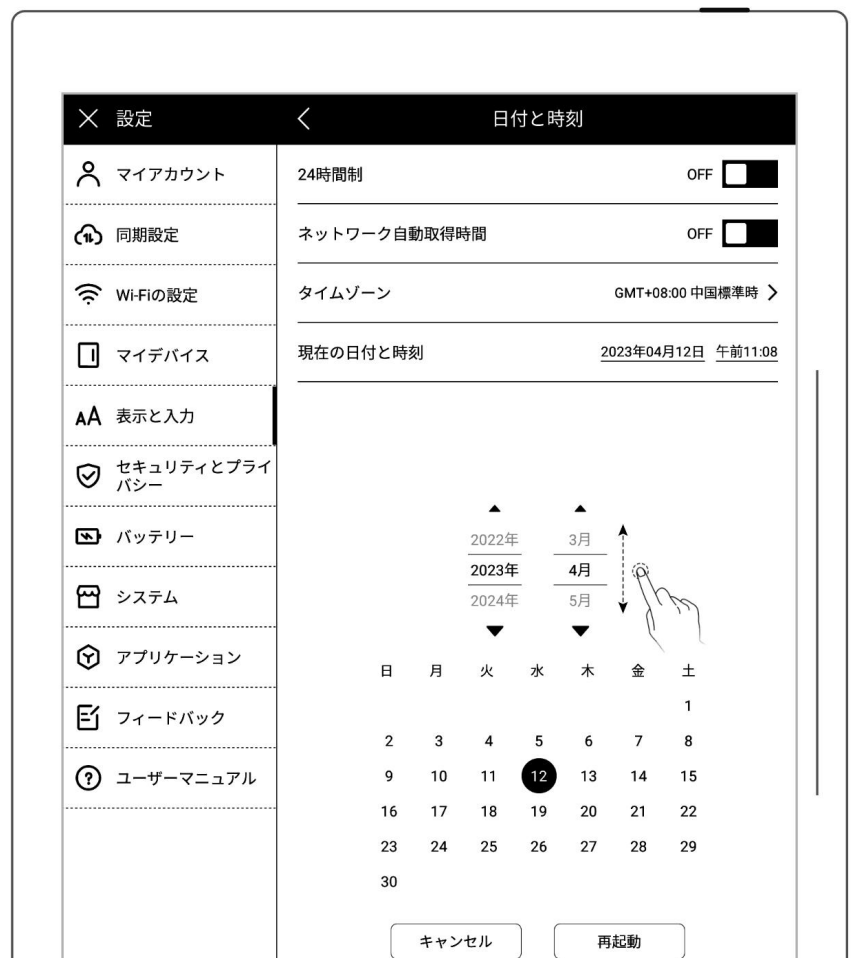 設定
日付と時刻
マイアカウント
同期設定
Wi-Fiの設定
マイデバイス
AA 表示と入力
セキュリティとプライ
バシー
バッテリー
システム
アプリケーション
フィードバック
ユーザーマニュアル
24時間制 OFF
ネットワーク自動取得時間 OFF
タイムゾーン GMT+08:00 中国標準時
現在の日付と時刻 2023年04月12日 午前11:08
2022年 3月
2023年 4月
2024年 5月
日 月 火 水 木 金 土
1
2 3 4 5 6 7 8
9 10 11 12 13 14 15
16 17 18 19 20 21 22
23 24 25 26 27 28 29
30
キャンセル 再起動